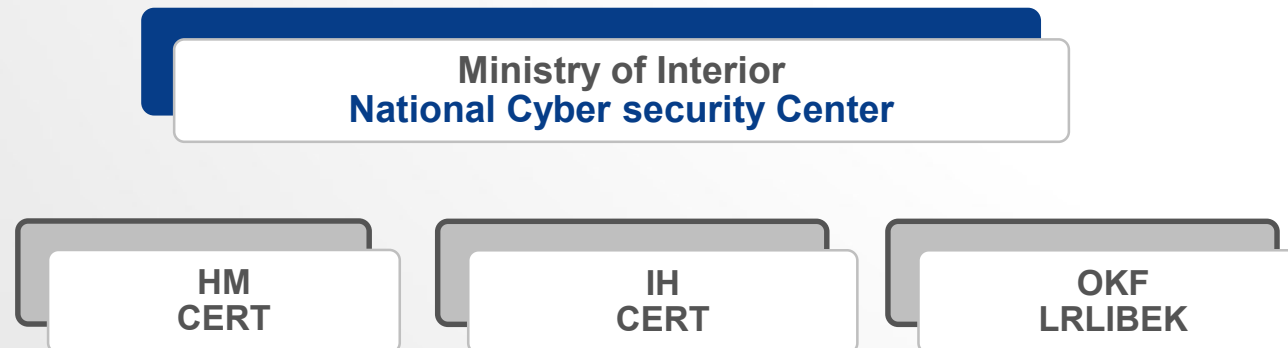 Ministry of Interior
National Cyber security Center
HM
CERT
IH
CERT
OKF
LRLIBEK